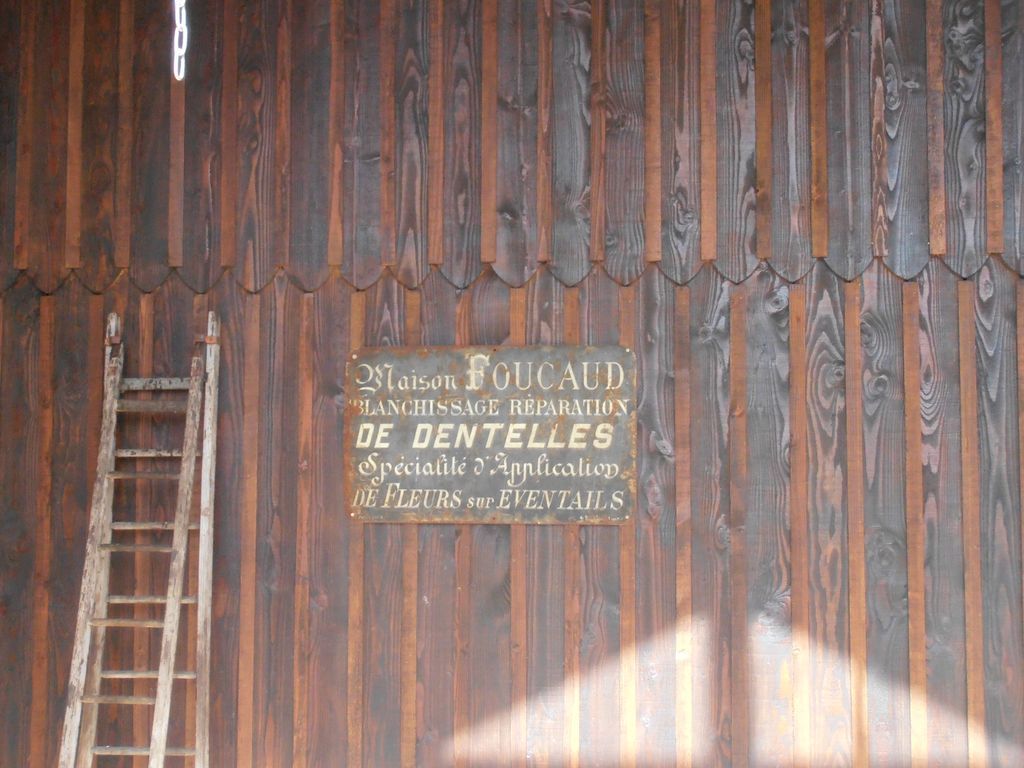 Maison FOUCAUD
BLANCHISSAGE RÉPARATION
DE DENTELLES
Spécialité d'Application
DE FLEURS sur EVENTAILS